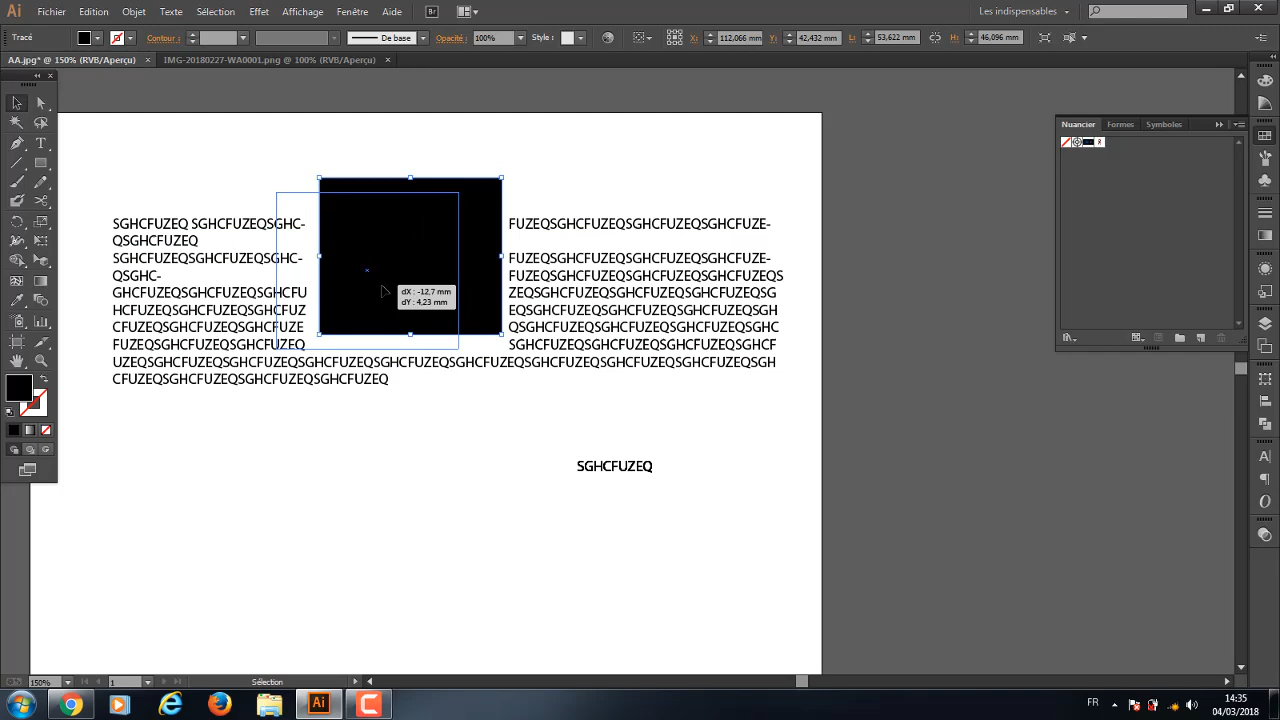 Ai Fichier Edition Objet Texte Sélection Effet Affichage Fenêtre Aide Br Les indispensables
Tracé Contour : De base Opacité : 100% Style : X : 112,066 mm Y : 42,432 mm L : 53,622 mm H : 46,096 mm
AA.jpg* @ 150% (RVB/Aperçu) × IMG-20180227-WA0001.png @ 100% (RVB/Aperçu) ×
Nuancier Formes Symboles
SGHCFUZEQ SGHCFUZEQSGHC- FUZEQSGHCFUZEQSGHCFUZEQSGHCFUZE-
QSGHCFUZEQ
SGHCFUZEQSGHCFUZEQSGHC- FUZEQSGHCFUZEQSGHCFUZEQSGHCFUZE-
QSGHC- FUZEQSGHCFUZEQSGHCFUZEQSGHCFUZEQS
GHCFUZEQSGHCFUZEQSGHCFU ZEQSGHCFUZEQSGHCFUZEQSGHCFUZEQSG
HCFUZEQSGHCFUZEQSGHCFUZ EQSGHCFUZEQSGHCFUZEQSGHCFUZEQSGH
CFUZEQSGHCFUZEQSGHCFUZE QSGHCFUZEQSGHCFUZEQSGHCFUZEQSGHC
FUZEQSGHCFUZEQSGHCFUZEQ SGHCFUZEQSGHCFUZEQSGHCFUZEQSGHCF
UZEQSGHCFUZEQSGHCFUZEQSGHCFUZEQSGHCFUZEQSGHCFUZEQSGHCFUZEQSGHCFUZEQSGHCFUZEQSGH
CFUZEQSGHCFUZEQSGHCFUZEQSGHCFUZEQ
dX : -12,7 mm
dY : 4,23 mm
SGHCFUZEQ
150% 1 Sélection
Ai FR 14:35
04/03/2018